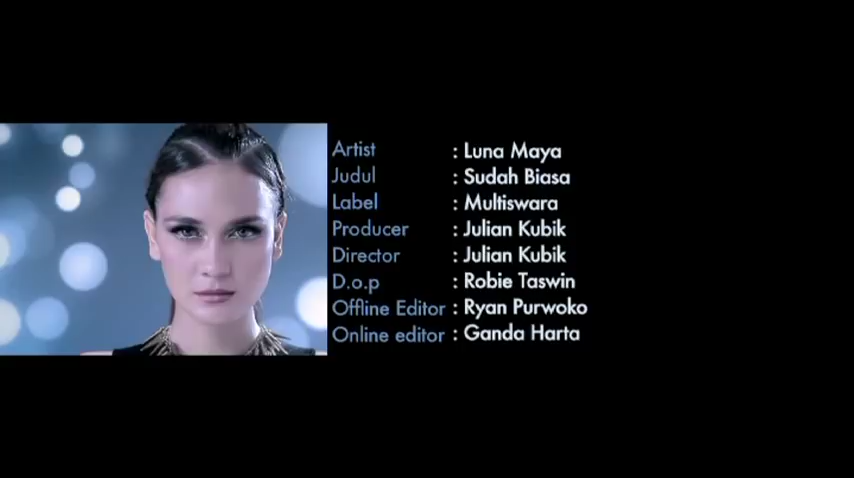 Artist : Luna Maya
Judul : Sudah Biasa
Label : Multiswara
Producer : Julian Kubik
Director : Julian Kubik
D.o.p : Robie Taswin
Offline Editor : Ryan Purwoko
Online editor : Ganda Harta